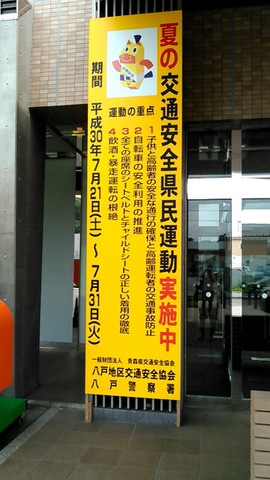 夏の交通安全県民運動実施中
運動の重点
1 子供と高齢者の安全な通行の確保と高齢運転者の交通事故防止
2 自転車の安全利用の推進
3 全ての座席のシートベルトとチャイルドシートの正しい着用の徹底
4 飲酒・暴走運転の根絶
期間 平成30年7月21日(土)～7月31日(火)
一般財団法人 青森県交通安全協会
八戸地区交通安全協会
八戸警察署